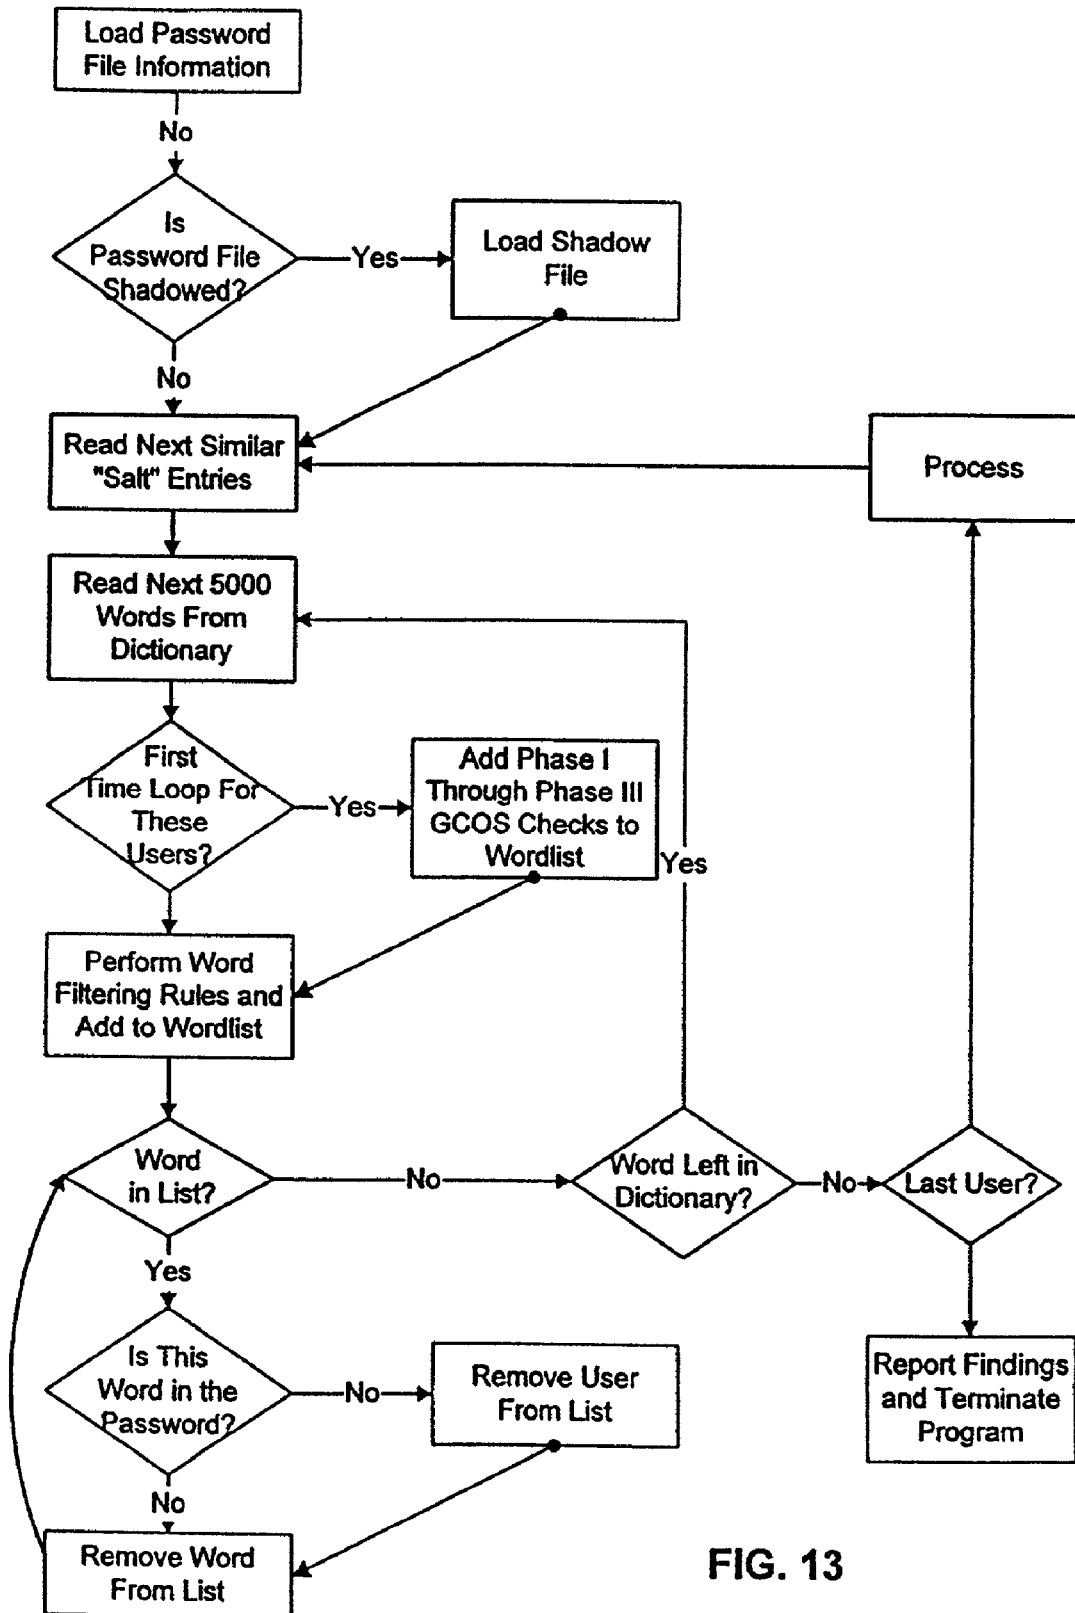 Load Password
File Information
No
Is
Password File
Shadowed?
Yes
Load Shadow
File
No
Read Next Similar
"Salt" Entries
Process
Read Next 5000
Words From
Dictionary
First
Time Loop For
These
Users?
Yes
Add Phase I
Through Phase III
GCOS Checks to
Wordlist
Yes
Perform Word
Filtering Rules and
Add to Wordlist
Word
in List?
No
Word Left in
Dictionary?
No
Last User?
Yes
Is This
Word in the
Password?
No
Remove User
From List
Report Findings
and Terminate
Program
No
Remove Word
From List
FIG. 13